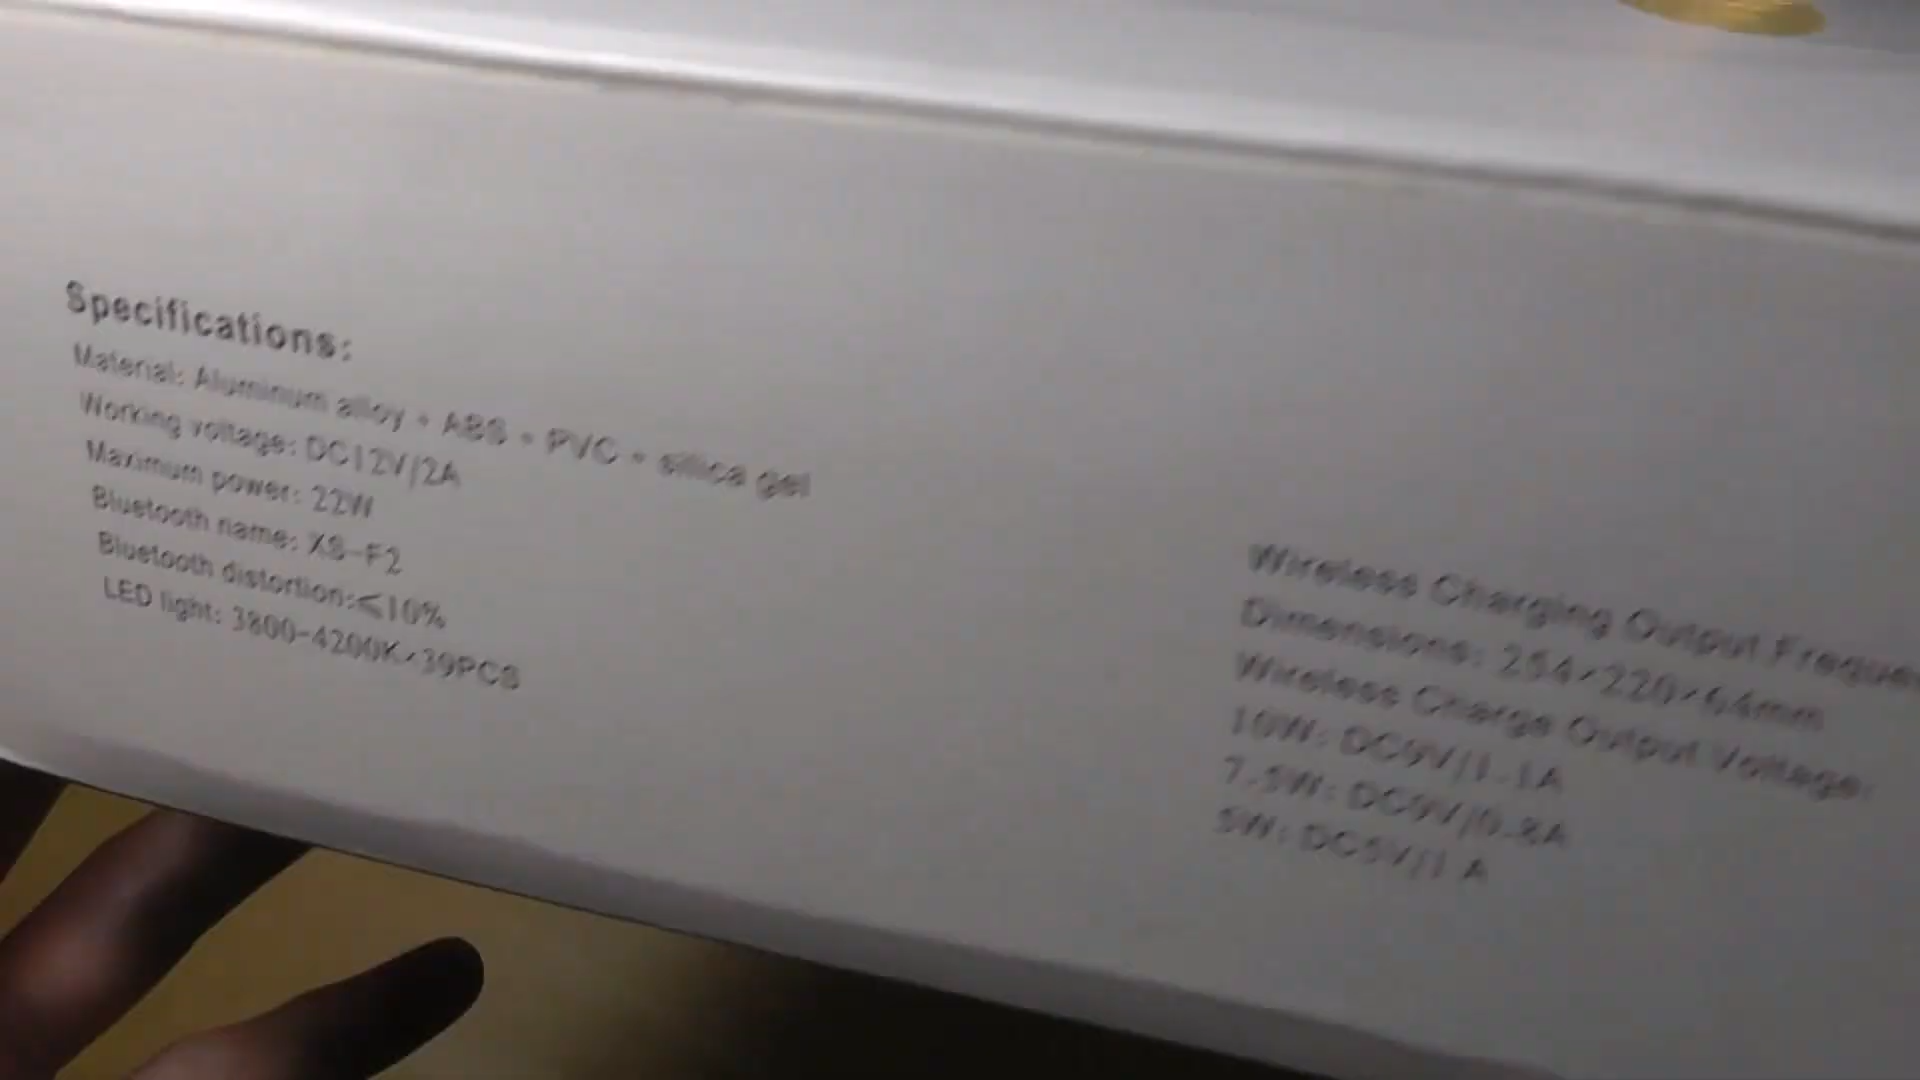 Specifications:
Material: Aluminum alloy + ABS + PVC + silica gel
Working voltage: DC12V/2A
Maximum power: 22W
Bluetooth name: XS-F2
Bluetooth distortion:≤10%
LED light: 3800-4200K/39PCS
Wireless Charging Output Freque
Dimensions: 254/220/64mm
Wireless Charge Output Voltage:
10W: DC9V/1.1A
7.5W: DC9V/0.8A
5W: DC5V/1 A